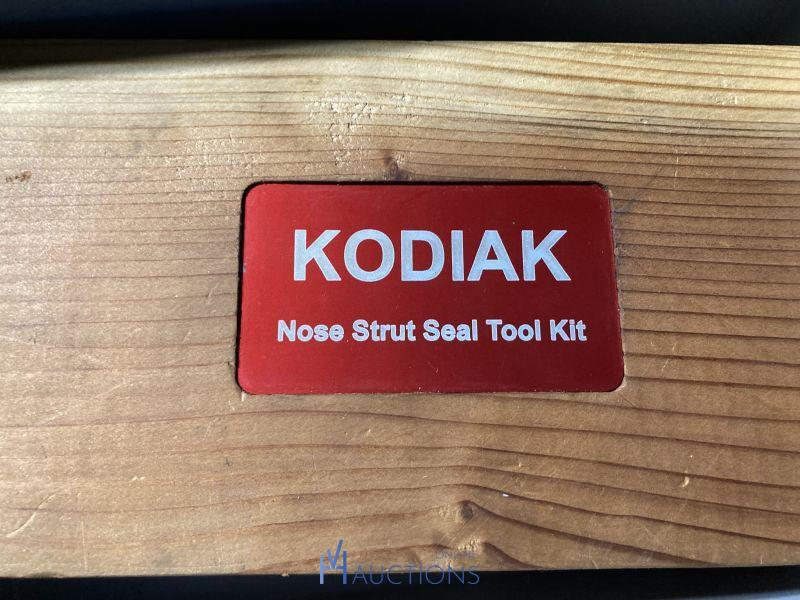 KODIAK
Nose Strut Seal Tool Kit
AUCTIONS